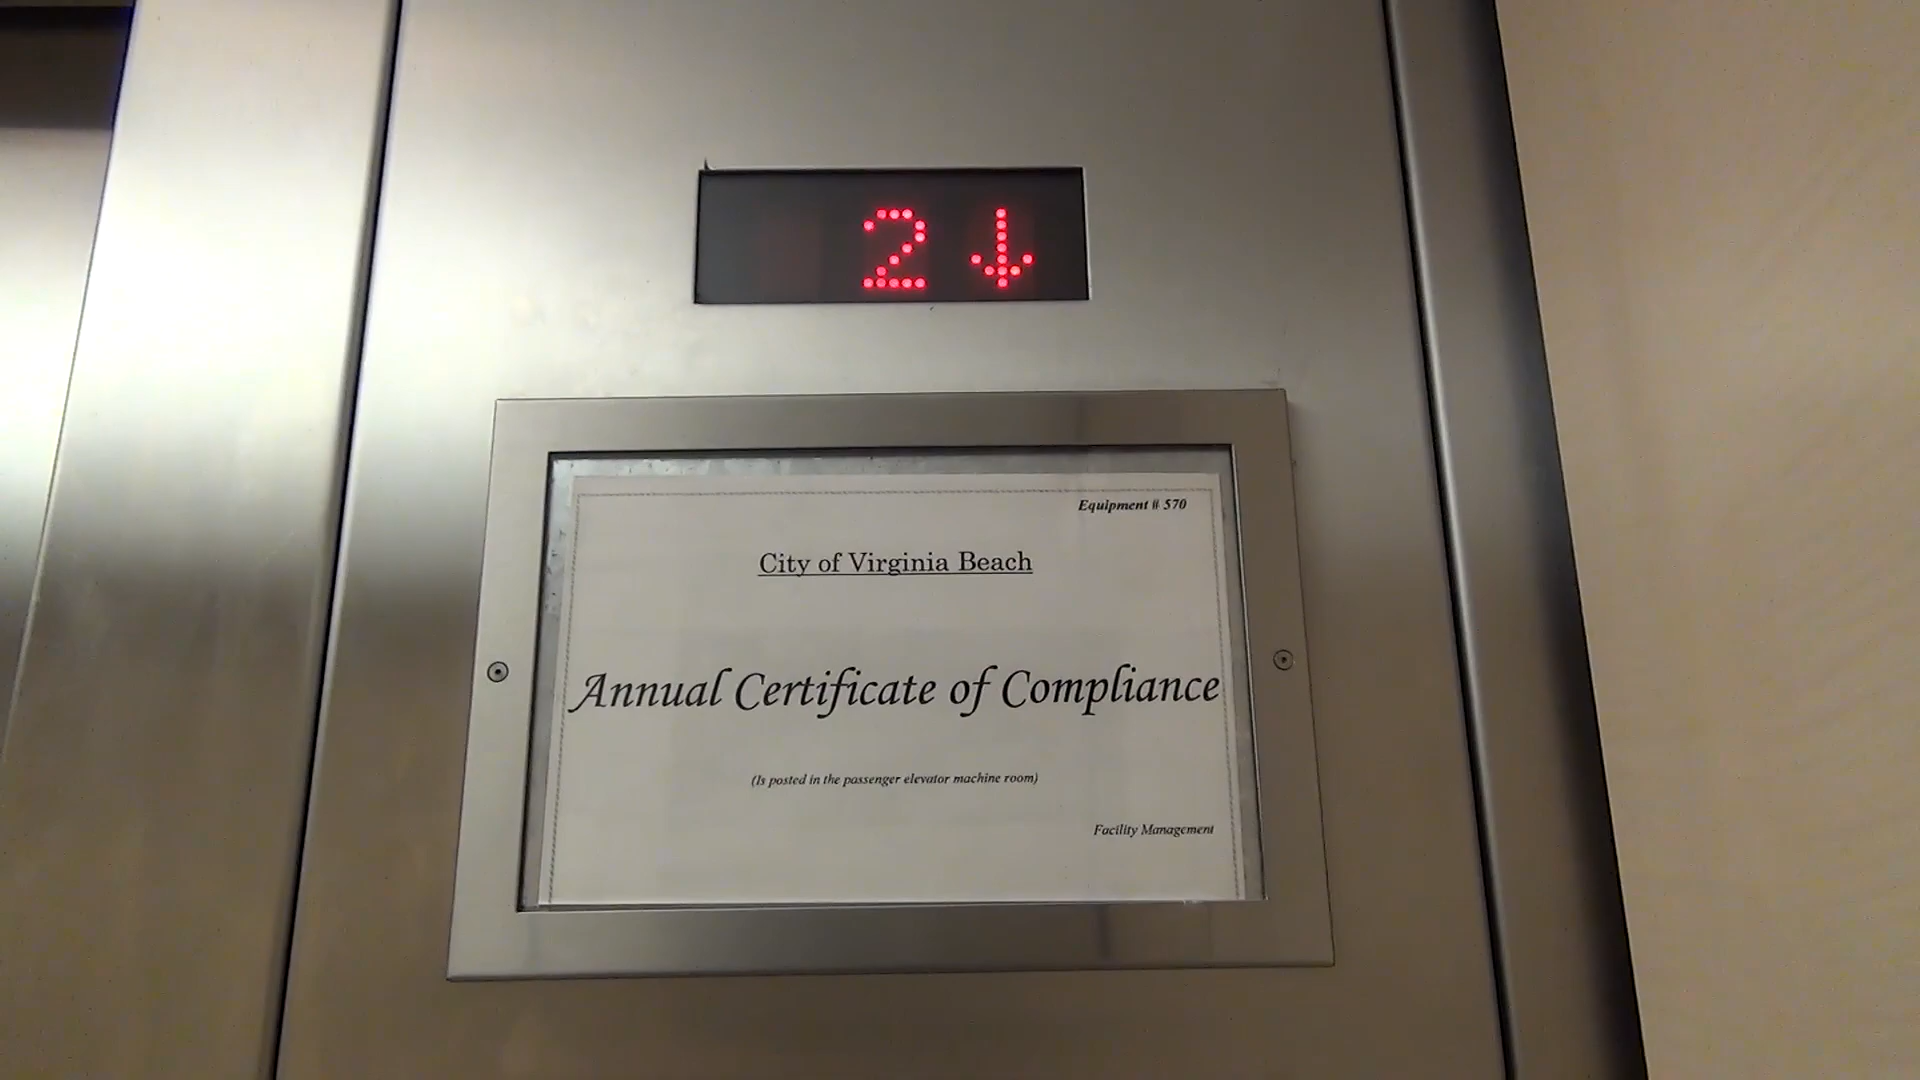 2↓
Equipment # 570
City of Virginia Beach
Annual Certificate of Compliance
(Is posted in the passenger elevator machine room)
Facility Management